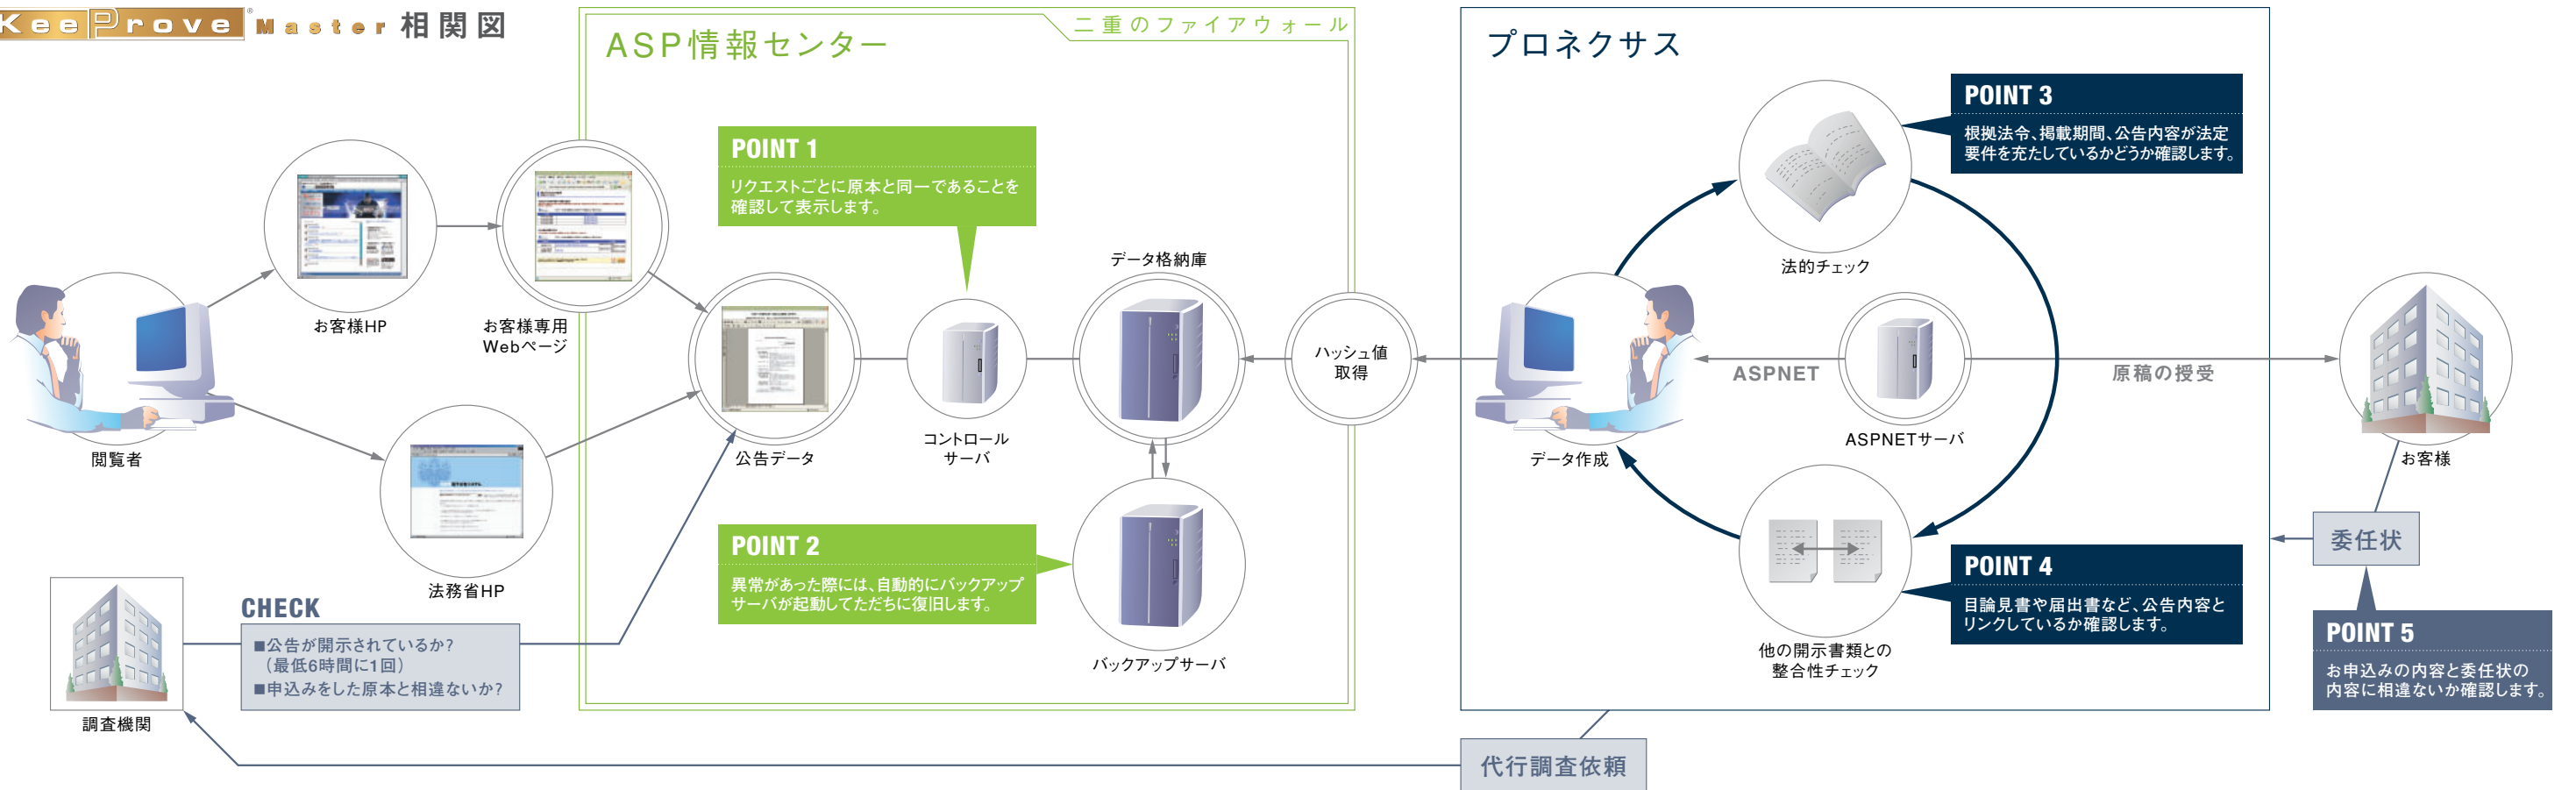 KeeProve® Master 相関図
ASP情報センター
二重のファイアウォール
プロネクサス
POINT 1
リクエストごとに原本と同一であることを
確認して表示します。
POINT 3
根拠法令、掲載期間、公告内容が法定
要件を充たしているかどうか確認します。
データ格納庫
法的チェック
お客様HP
お客様専用
Webページ
ハッシュ値
取得
ASPNET
原稿の授受
閲覧者
公告データ
コントロール
サーバ
データ作成
ASPNETサーバ
お客様
POINT 2
異常があった際には、自動的にバックアップ
サーバが起動してただちに復旧します。
委任状
POINT 4
目論見書や届出書など、公告内容と
リンクしているか確認します。
法務省HP
CHECK
■公告が開示されているか?
（最低6時間に1回）
■申込みをした原本と相違ないか?
バックアップサーバ
他の開示書類との
整合性チェック
POINT 5
お申込みの内容と委任状の
内容に相違ないか確認します。
調査機関
代行調査依頼